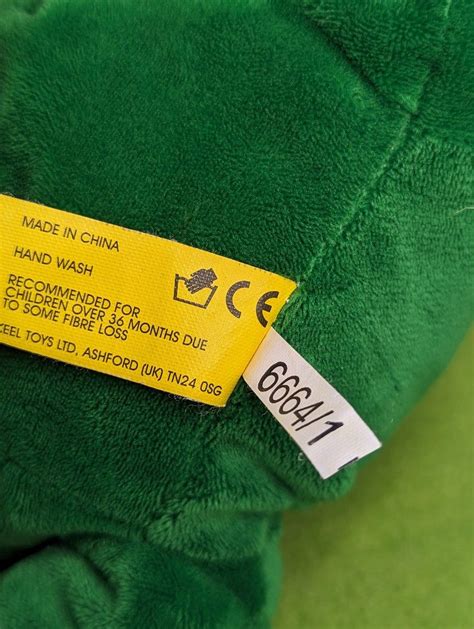 MADE IN CHINA
HAND WASH
CE
RECOMMENDED FOR
CHILDREN OVER 36 MONTHS DUE
TO SOME FIBRE LOSS
KEEL TOYS LTD, ASHFORD (UK) TN24 0SG
6664/1